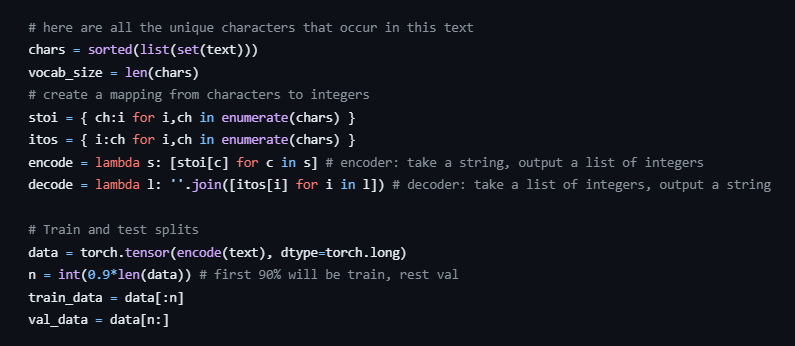 # here are all the unique characters that occur in this text
chars = sorted(list(set(text)))
vocab_size = len(chars)
# create a mapping from characters to integers
stoi = { ch:i for i,ch in enumerate(chars) }
itos = { i:ch for i,ch in enumerate(chars) }
encode = lambda s: [stoi[c] for c in s] # encoder: take a string, output a list of integers
decode = lambda l: ''.join([itos[i] for i in l]) # decoder: take a list of integers, output a string
# Train and test splits
data = torch.tensor(encode(text), dtype=torch.long)
n = int(0.9*len(data)) # first 90% will be train, rest val
train_data = data[:n]
val_data = data[n:]